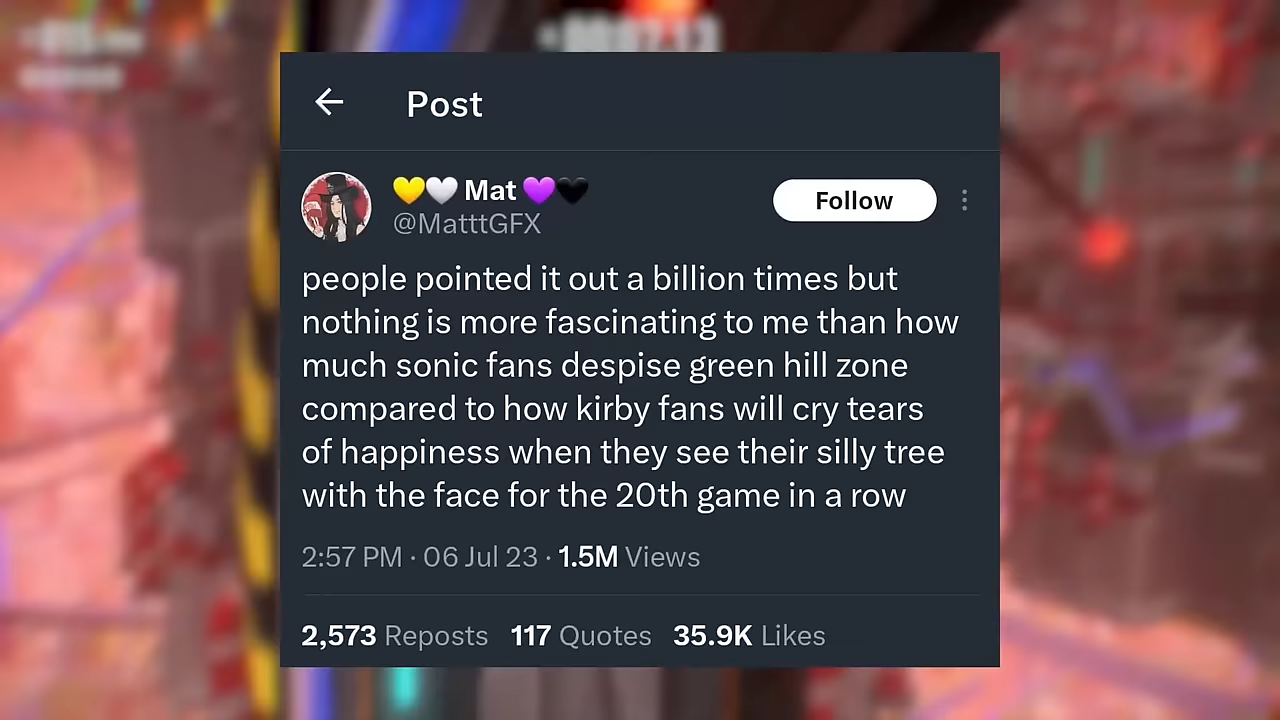 Post
💛🤍 Mat 💜🖤
Follow
@MatttGFX
people pointed it out a billion times but
nothing is more fascinating to me than how
much sonic fans despise green hill zone
compared to how kirby fans will cry tears
of happiness when they see their silly tree
with the face for the 20th game in a row
2:57 PM · 06 Jul 23 · 1.5M Views
2,573 Reposts 117 Quotes 35.9K Likes